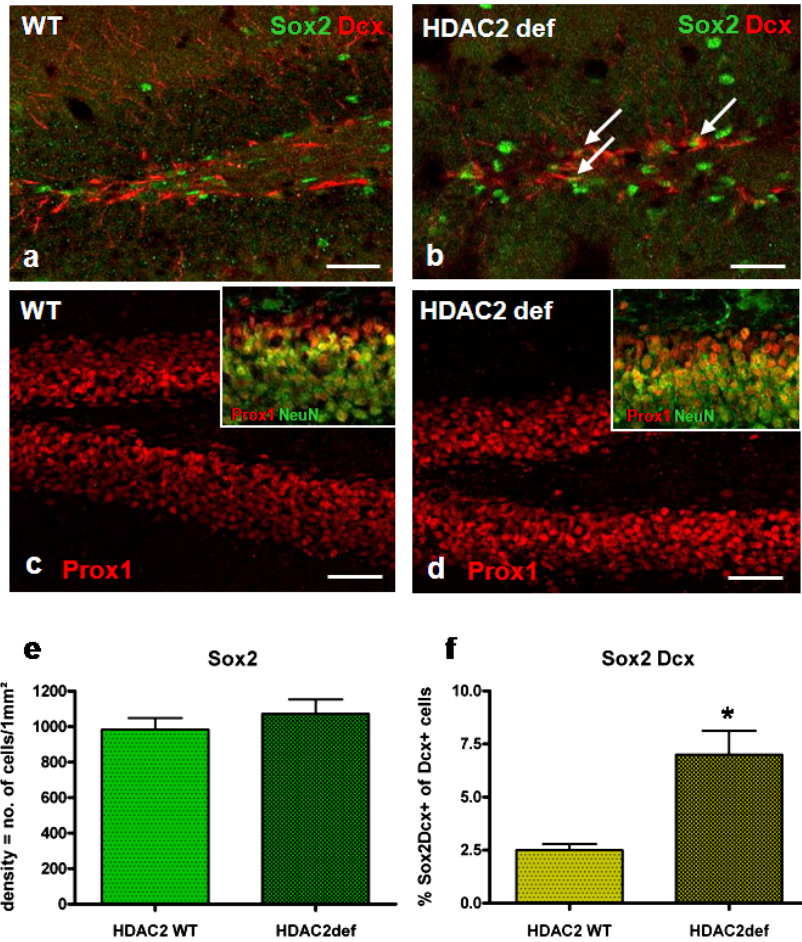 WT
Sox2 Dcx
a
HDAC2 def
Sox2 Dcx
b
WT
Prox1 NeuN
c
Prox1
HDAC2 def
Prox1 NeuN
d
Prox1
e
Sox2
density = no. of cells/1mm²
1200
1000
800
600
400
200
0
HDAC2 WT
HDAC2def
f
Sox2 Dcx
% Sox2Dcx+ of Dcx+ cells
10.0
7.5
5.0
2.5
0.0
*
HDAC2 WT
HDAC2def